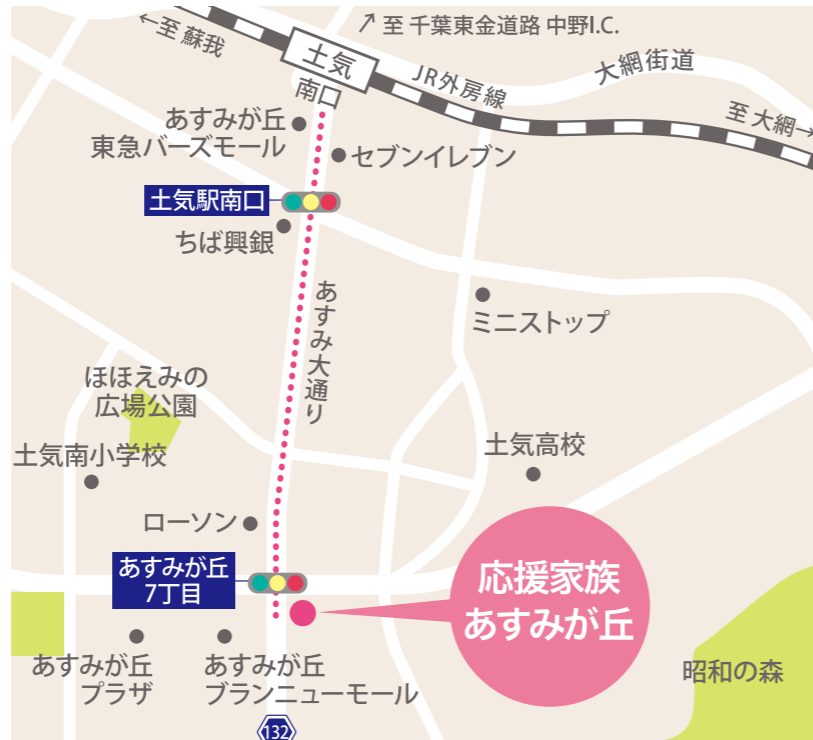 ←至 蘇我
↗ 至 千葉東金道路 中野I.C.
土気
南口
JR外房線
大網街道
至 大網→
あすみが丘
東急バーズモール
セブンイレブン
土気駅南口
ちば興銀
あすみ大通り
ミニストップ
ほほえみの
広場公園
土気南小学校
土気高校
ローソン
あすみが丘
7丁目
応援家族
あすみが丘
あすみが丘
プラザ
あすみが丘
ブランニューモール
昭和の森
132